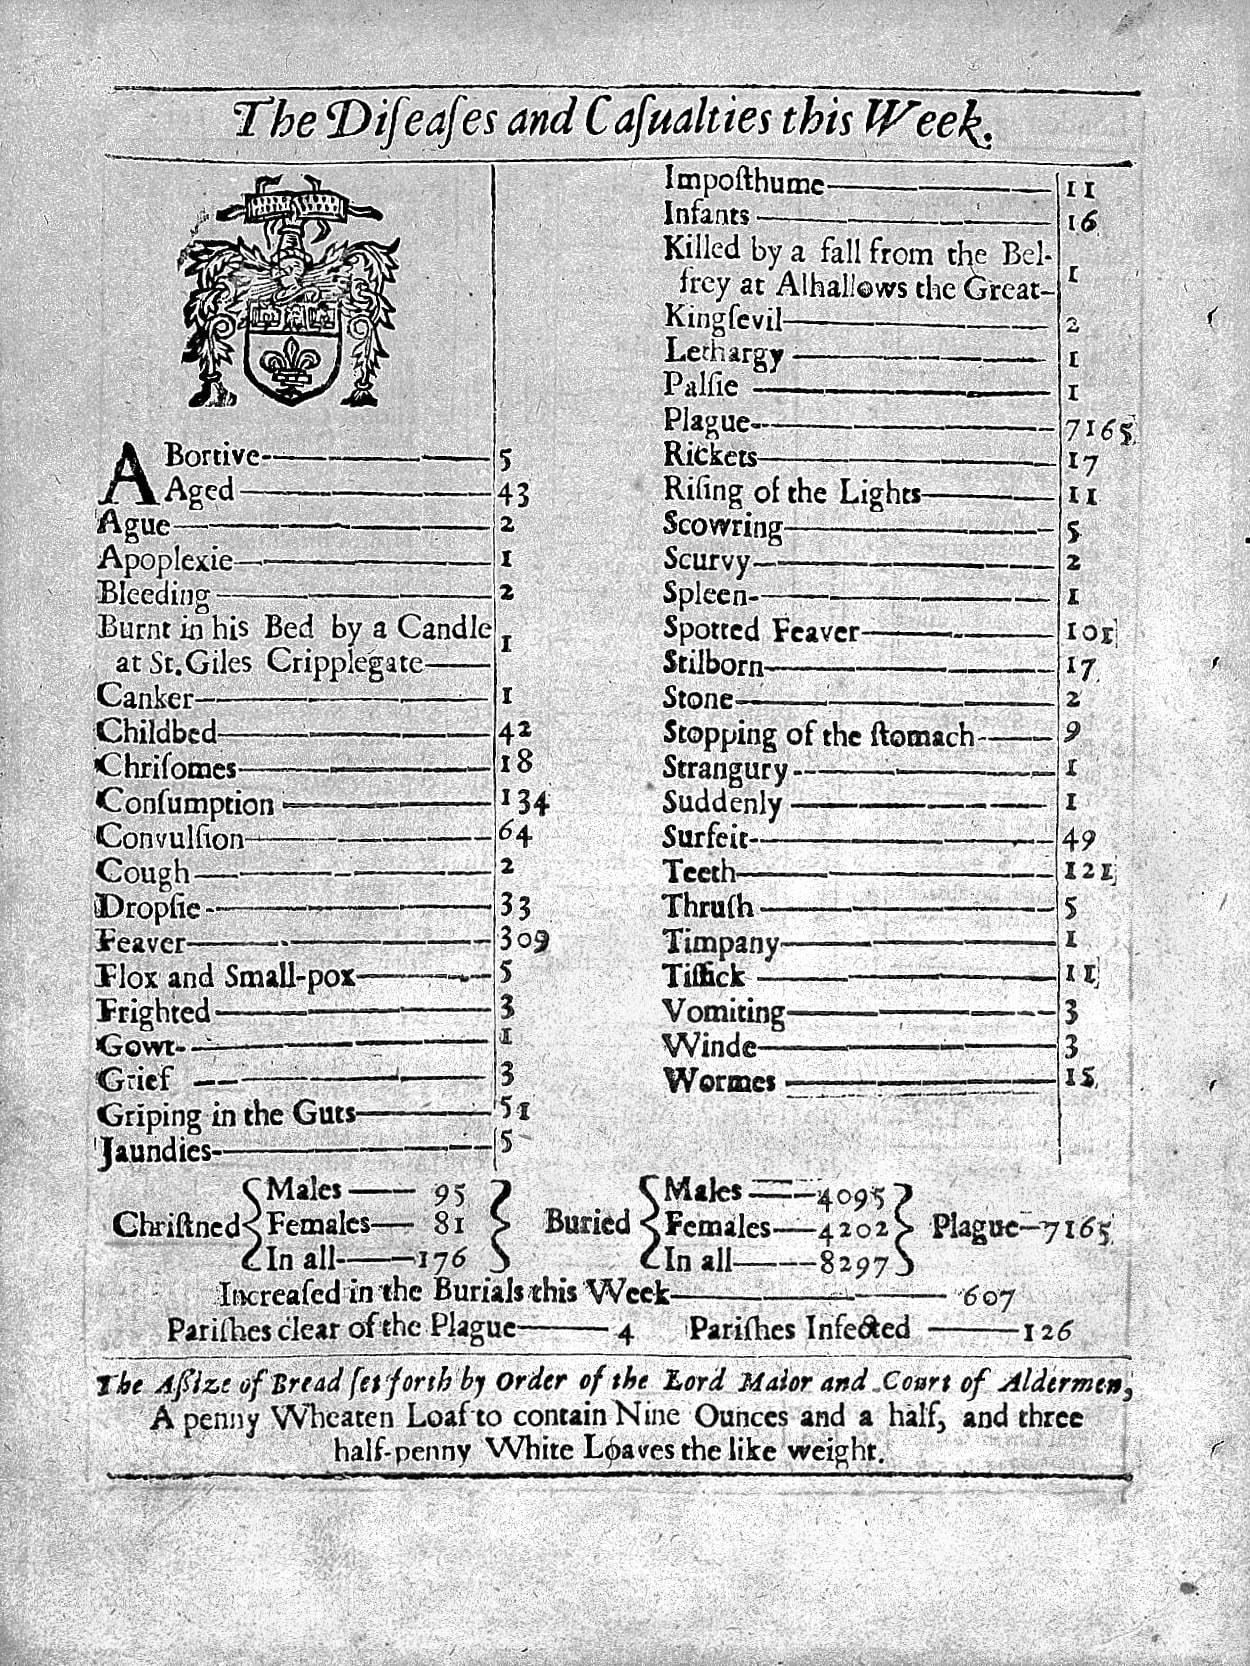 The Diſeaſes and Caſualties this Week.
ABortive 5
Aged 43
Ague 2
Apoplexie 1
Bleeding 2
Burnt in his Bed by a Candle
at St. Giles Cripplegate 1
Canker 1
Childbed 42
Chriſomes 18
Conſumption 134
Convulſion 64
Cough 2
Dropſie 33
Feaver 309
Flox and Small-pox 5
Frighted 3
Gowt 1
Grief 3
Griping in the Guts 51
Jaundies 5
Impoſthume 11
Infants 16
Killed by a fall from the Bel-
frey at Alhallows the Great 1
Kingſevil 2
Lethargy 1
Palſie 1
Plague 7165
Rickets 17
Riſing of the Lights 11
Scowring 5
Scurvy 2
Spleen 1
Spotted Feaver 101
Stilborn 17
Stone 2
Stopping of the ſtomach 9
Strangury 1
Suddenly 1
Surfeit 49
Teeth 121
Thruſh 5
Timpany 1
Tiſſick 11
Vomiting 3
Winde 3
Wormes 15
Chriſtned
Males 95
Females 81
In all 176
Buried
Males 4095
Females 4202
In all 8297
Plague 7165
Increaſed in the Burials this Week 607
Pariſhes clear of the Plague 4 Pariſhes Infected 126
The Aſſize of Bread ſet forth by Order of the Lord Maior and Court of Aldermen,
A penny Wheaten Loaf to contain Nine Ounces and a half, and three
half-penny White Loaves the like weight.